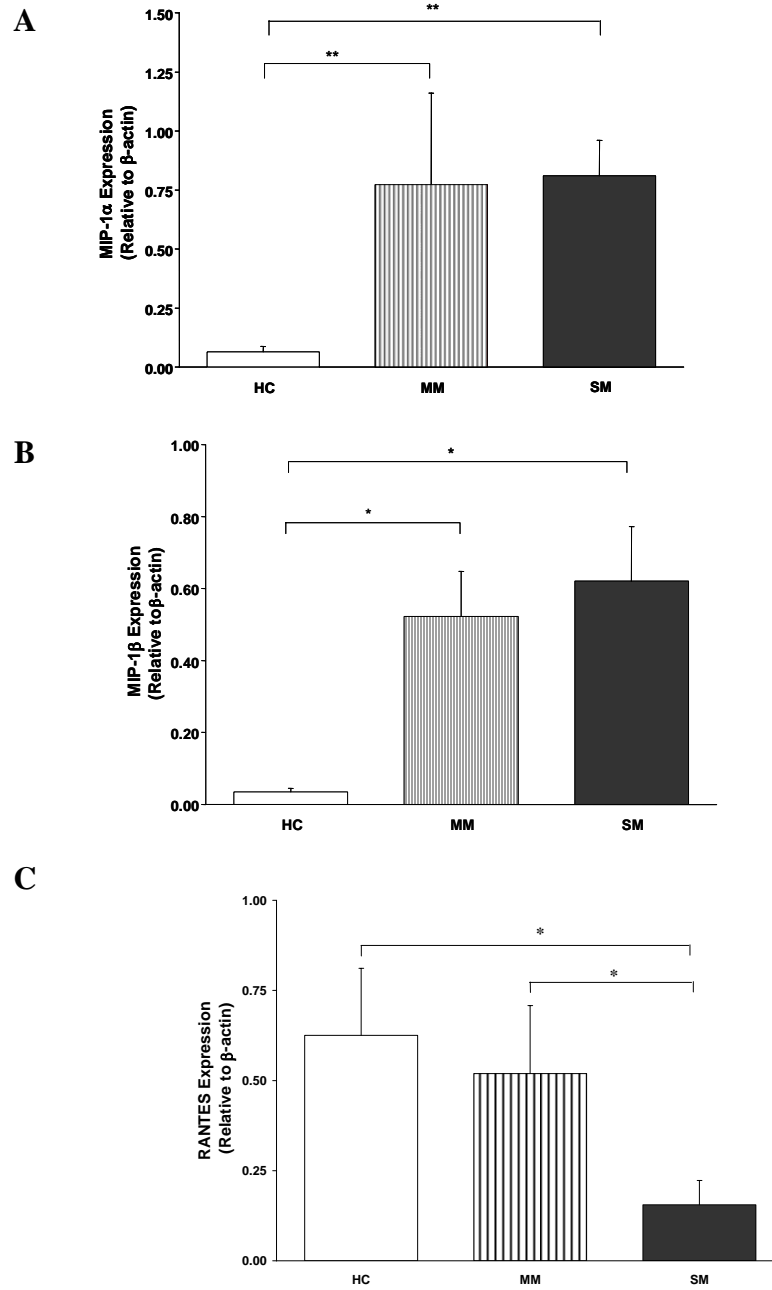 A
MIP-1α Expression
(Relative to β-actin)
1.50
1.25
1.00
0.75
0.50
0.25
0.00
**
**
HC MM SM
B
MIP-1β Expression
(Relative toβ-actin)
1.00
0.80
0.60
0.40
0.20
0.00
*
*
HC MM SM
C
RANTES Expression
(Relative to β-actin)
1.00
0.75
0.50
0.25
0.00
*
*
HC MM SM